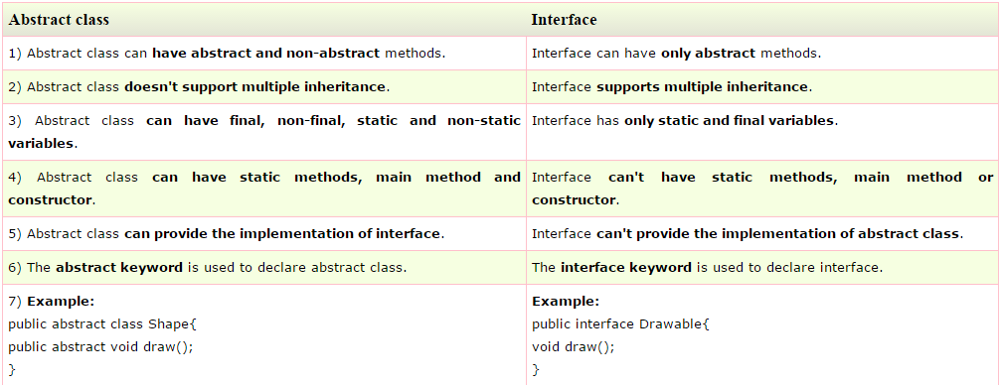 Abstract class
Interface
1) Abstract class can have abstract and non-abstract methods.
Interface can have only abstract methods.
2) Abstract class doesn't support multiple inheritance.
Interface supports multiple inheritance.
3) Abstract class can have final, non-final, static and non-static
variables.
Interface has only static and final variables.
4) Abstract class can have static methods, main method and
constructor.
Interface can't have static methods, main method or
constructor.
5) Abstract class can provide the implementation of interface.
Interface can't provide the implementation of abstract class.
6) The abstract keyword is used to declare abstract class.
The interface keyword is used to declare interface.
7) Example:
public abstract class Shape{
public abstract void draw();
}
Example:
public interface Drawable{
void draw();
}